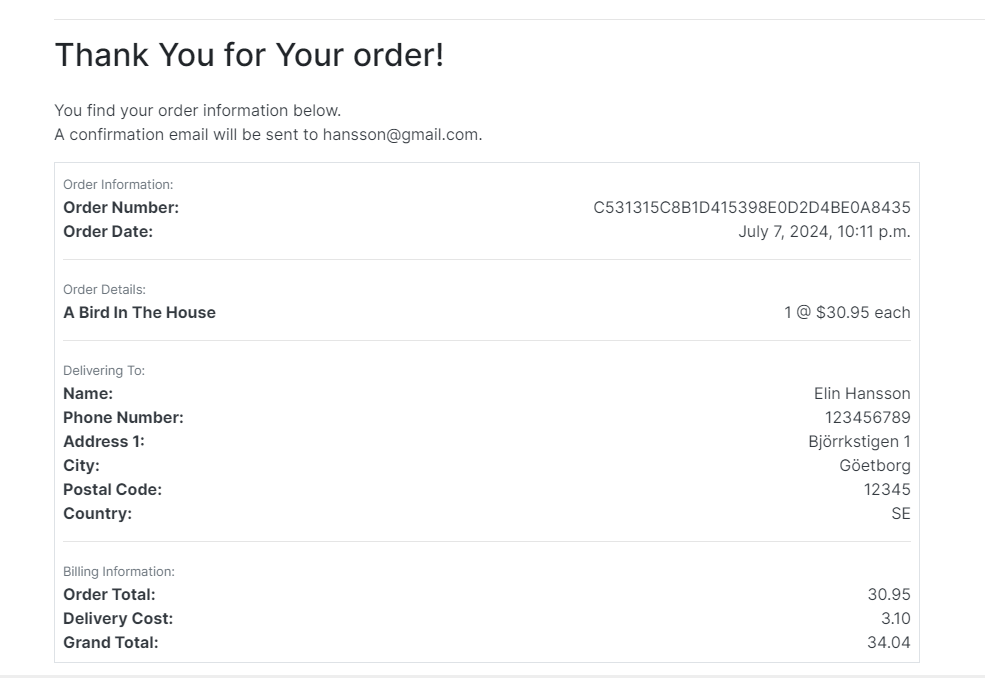 Thank You for Your order!
You find your order information below.
A confirmation email will be sent to hansson@gmail.com.
Order Information:
Order Number: C531315C8B1D415398E0D2D4BE0A8435
Order Date: July 7, 2024, 10:11 p.m.
Order Details:
A Bird In The House 1 @ $30.95 each
Delivering To:
Name: Elin Hansson
Phone Number: 123456789
Address 1: Björrkstigen 1
City: Göetborg
Postal Code: 12345
Country: SE
Billing Information:
Order Total: 30.95
Delivery Cost: 3.10
Grand Total: 34.04